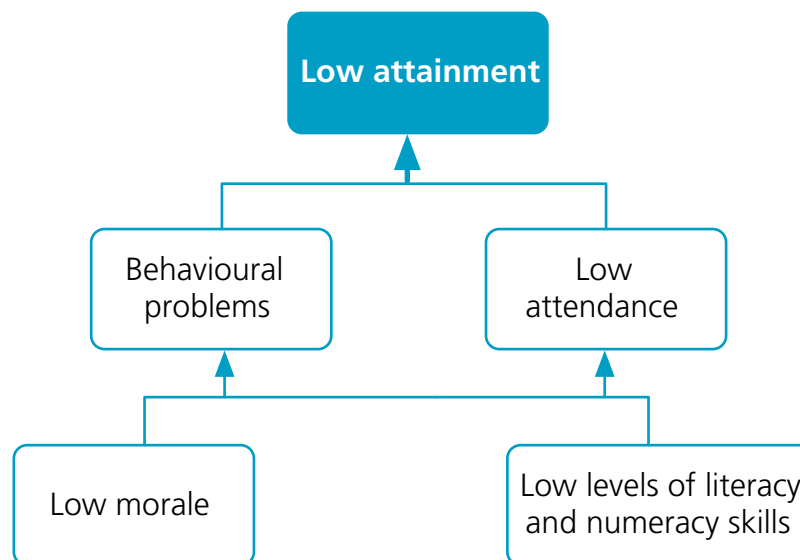 Low attainment
Behavioural
problems
Low
attendance
Low morale
Low levels of literacy
and numeracy skills